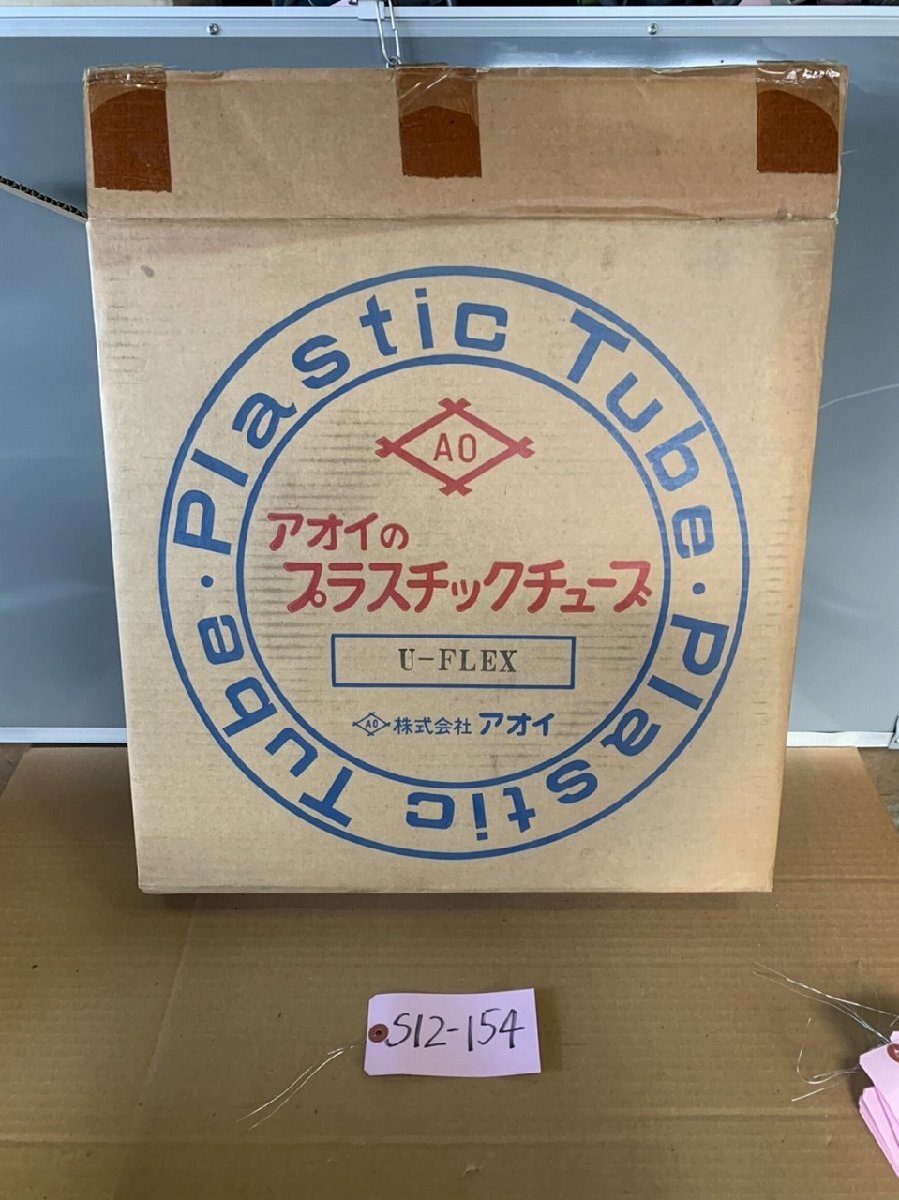 Plastic Tube・Plastic Tube・
AO
アオイの
プラスチックチューブ
U-FLEX
AO 株式会社 アオイ
S12-154